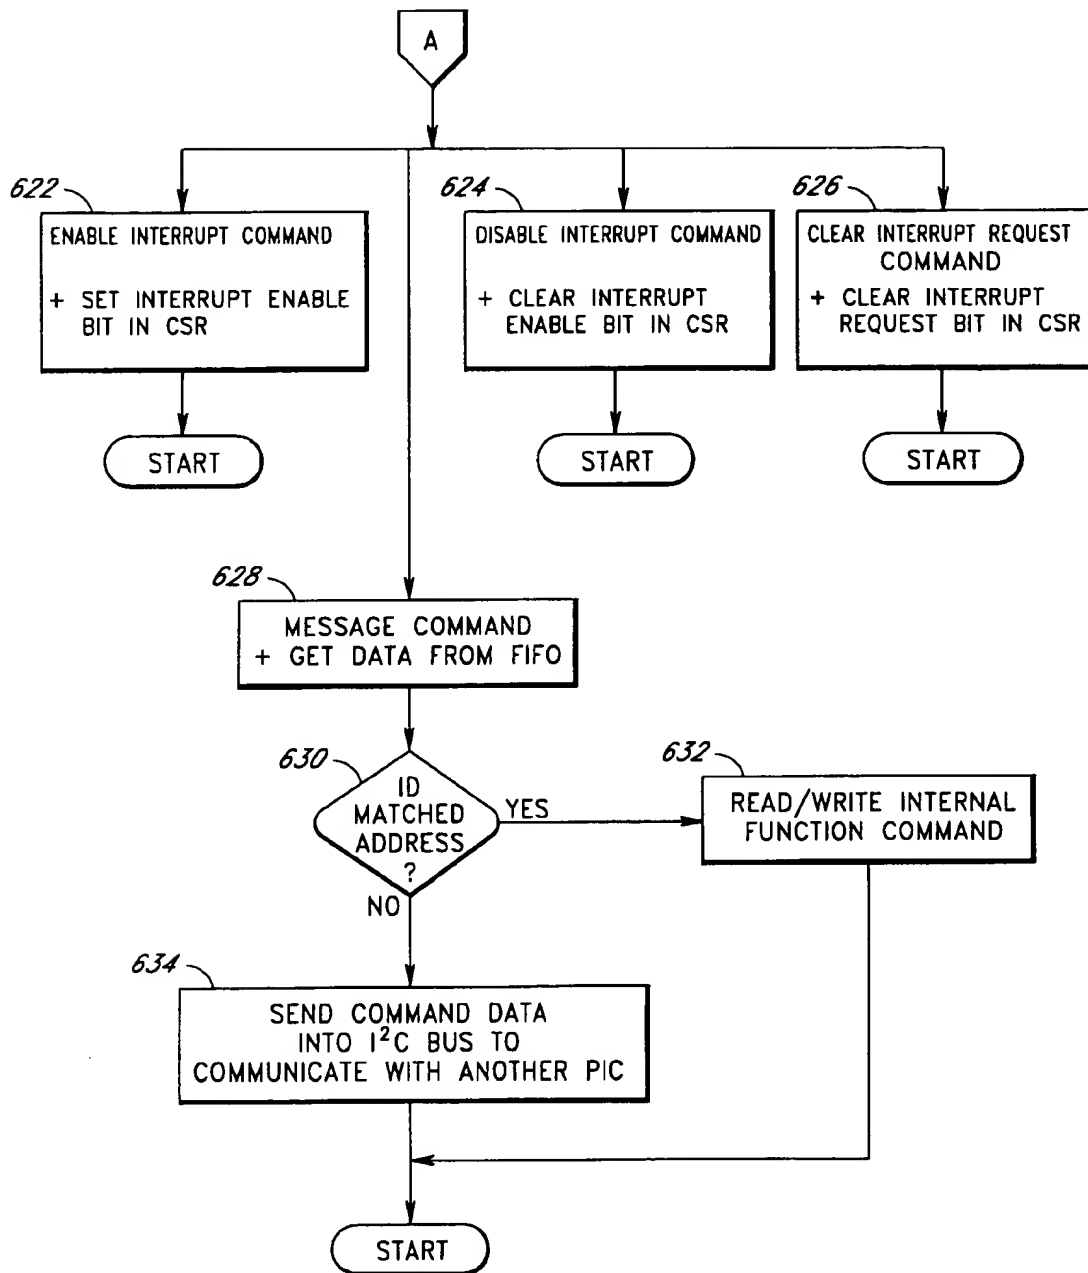 A
622
ENABLE INTERRUPT COMMAND
+ SET INTERRUPT ENABLE
BIT IN CSR
START
624
DISABLE INTERRUPT COMMAND
+ CLEAR INTERRUPT
ENABLE BIT IN CSR
START
626
CLEAR INTERRUPT REQUEST
COMMAND
+ CLEAR INTERRUPT
REQUEST BIT IN CSR
START
628
MESSAGE COMMAND
+ GET DATA FROM FIFO
630
ID
MATCHED
ADDRESS
?
YES
NO
632
READ/WRITE INTERNAL
FUNCTION COMMAND
634
SEND COMMAND DATA
INTO I²C BUS TO
COMMUNICATE WITH ANOTHER PIC
START